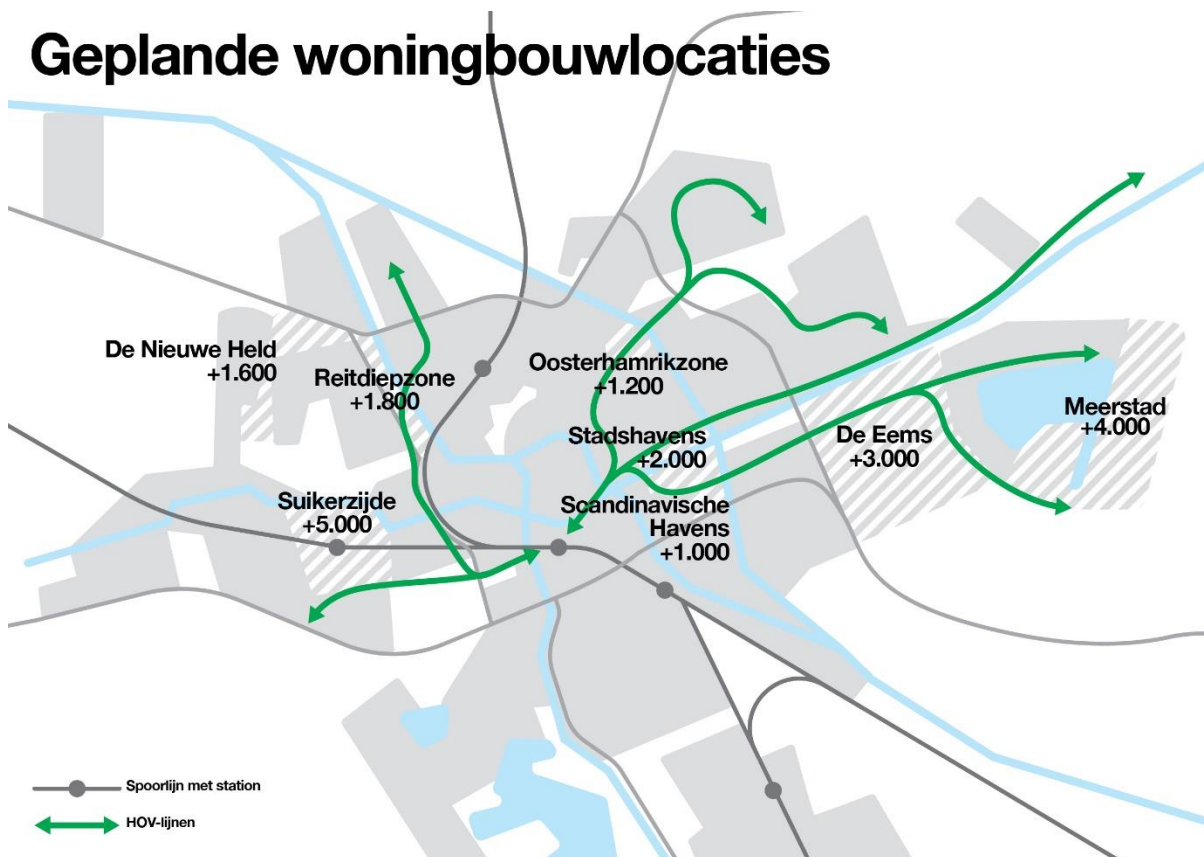 Geplande woningbouwlocaties
De Nieuwe Held
+1.600
Reitdiepzone
+1.800
Oosterhamrikzone
+1.200
Stadshavens
+2.000
De Eems
+3.000
Meerstad
+4.000
Suikerzijde
+5.000
Scandinavische
Havens
+1.000
Spoorlijn met station
HOV-lijnen